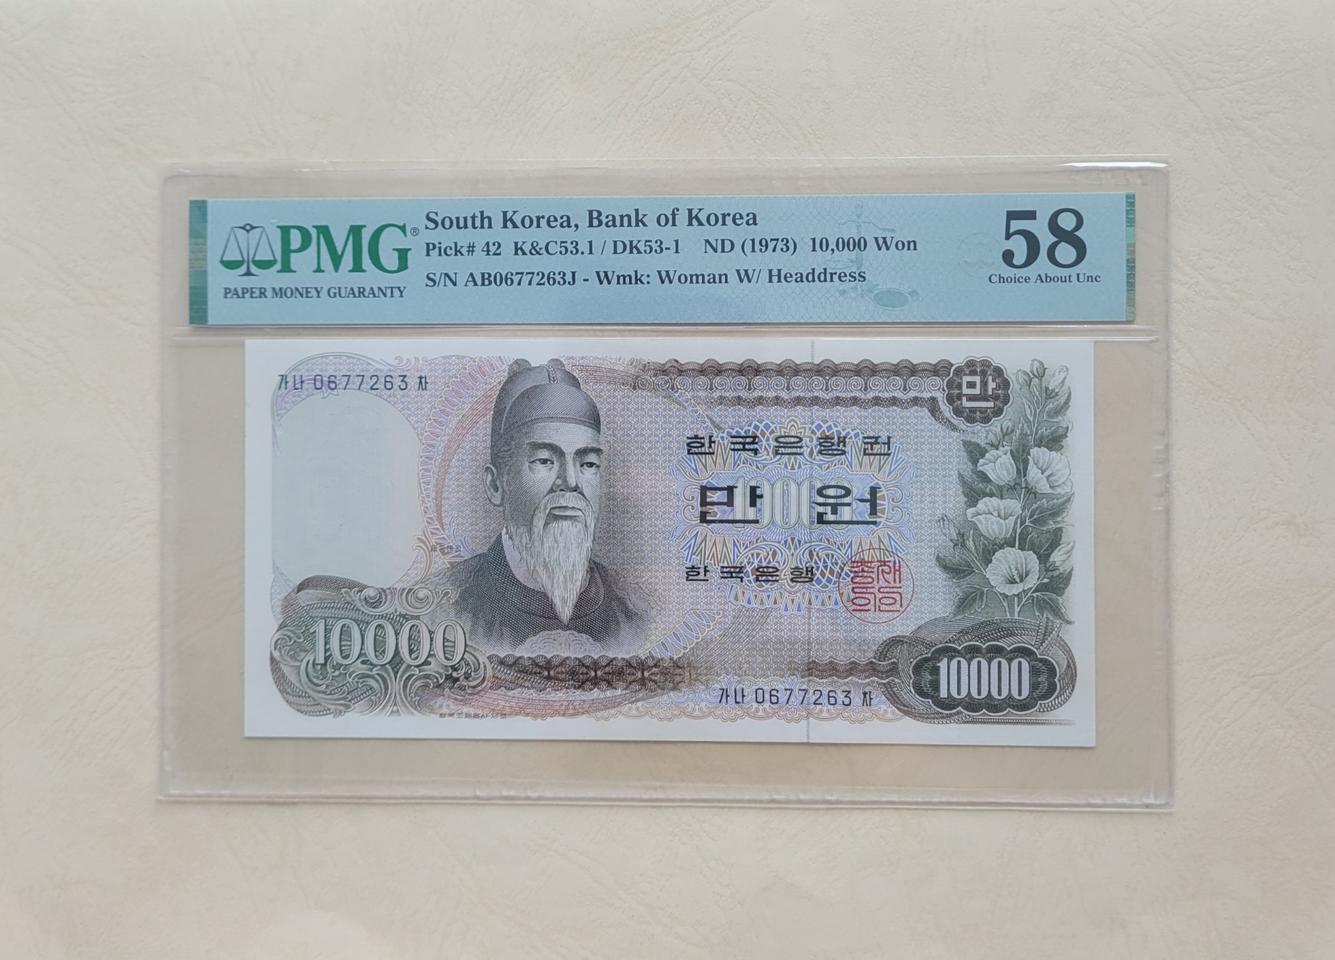 PMG®
PAPER MONEY GUARANTY
South Korea, Bank of Korea
Pick# 42 K&C53.1 / DK53-1 ND (1973) 10,000 Won
S/N AB0677263J - Wmk: Woman W/ Headdress
58
Choice About Unc
가나 0677263 차
만
한국은행권
10000
만원
한국은행
10000
10000
가나 0677263 차